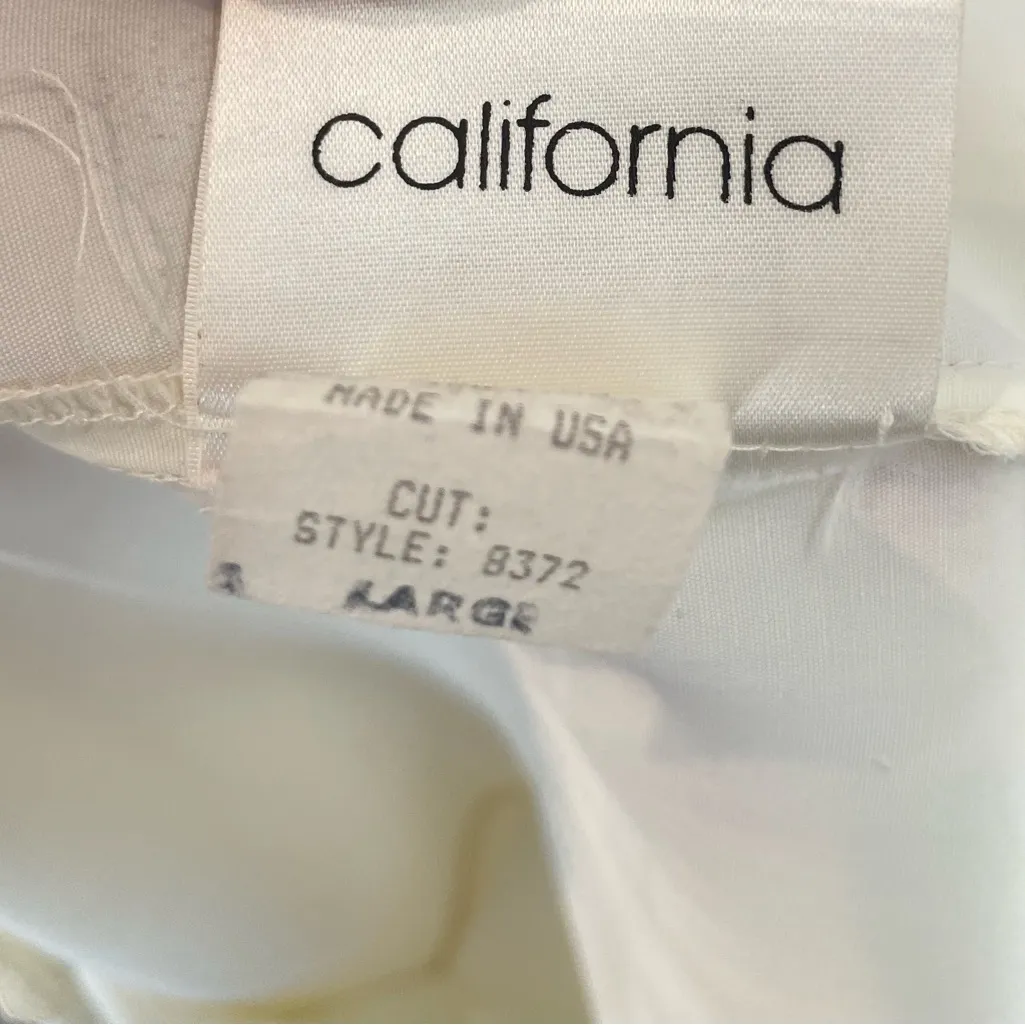 california
MADE IN USA
CUT:
STYLE: 8372
LARGE